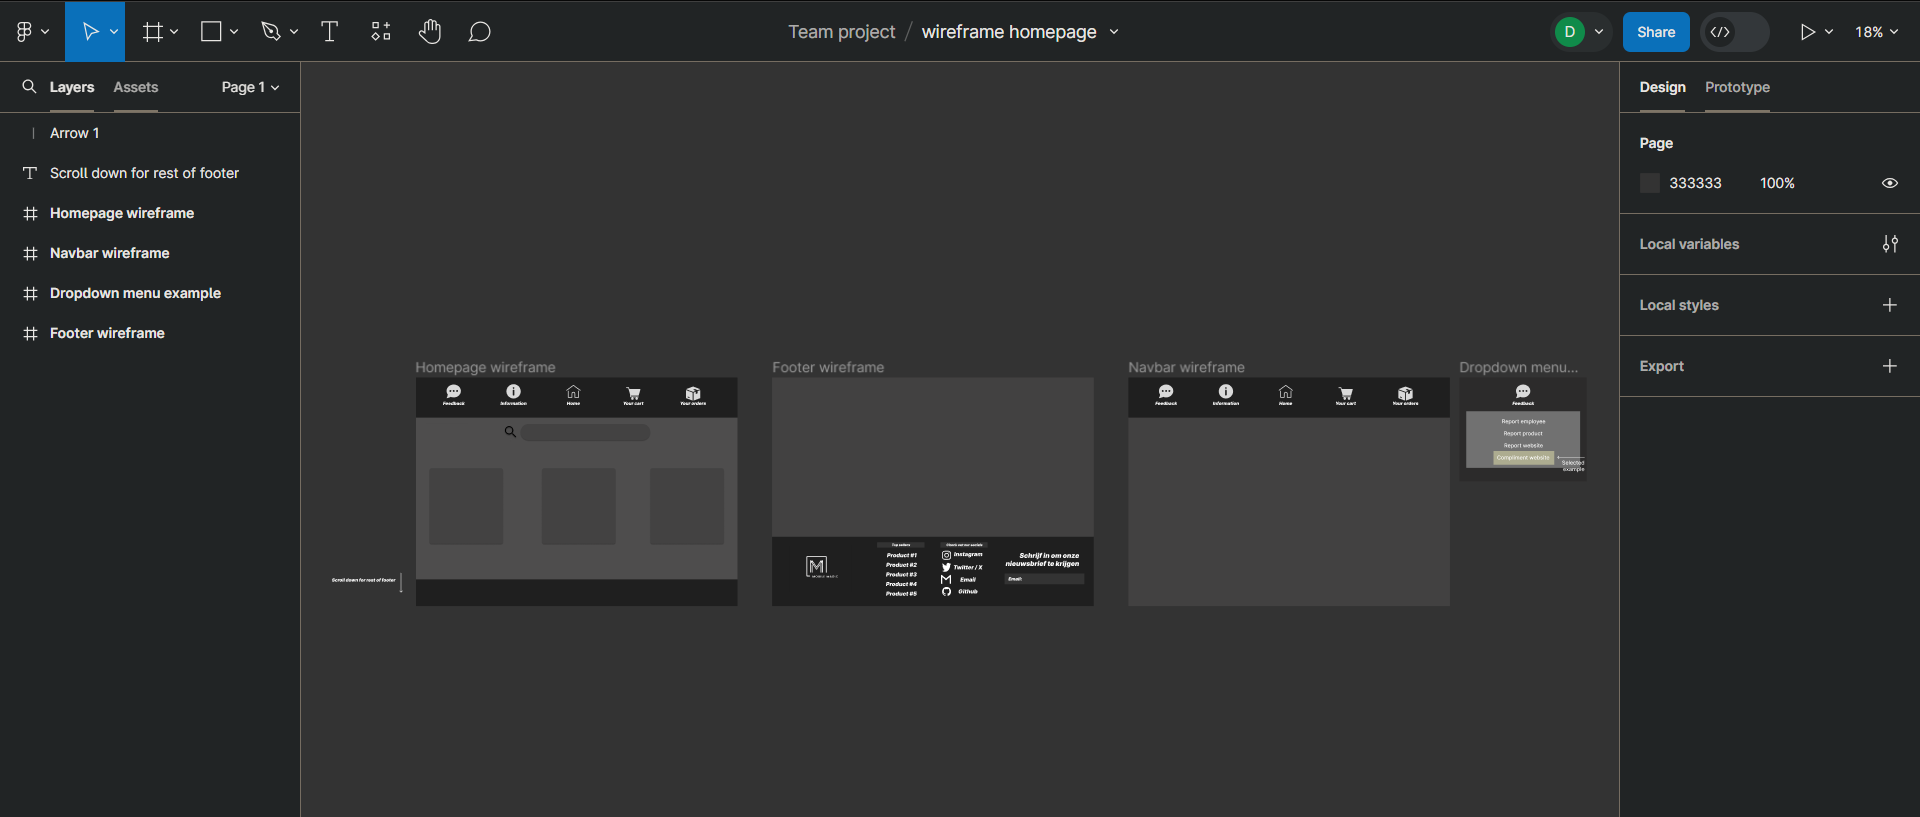 Team project / wireframe homepage
D
Share
18%
Layers
Assets
Page 1
Arrow 1
Scroll down for rest of footer
Homepage wireframe
Navbar wireframe
Dropdown menu example
Footer wireframe
Design
Prototype
Page
333333
100%
Local variables
Local styles
Export
Homepage wireframe
Feedback
Information
Home
Your cart
Your orders
Scroll down for rest of footer
Footer wireframe
M
Top sellers
Product #1
Product #2
Product #3
Product #4
Product #5
Check out our socials
Instagram
Twitter / X
Email
Github
Schrijf in om onze
nieuwsbrief te krijgen
Email:
Navbar wireframe
Feedback
Information
Home
Your cart
Your orders
Dropdown menu...
Feedback
Report employee
Report product
Report website
Compliment website
Selected
example